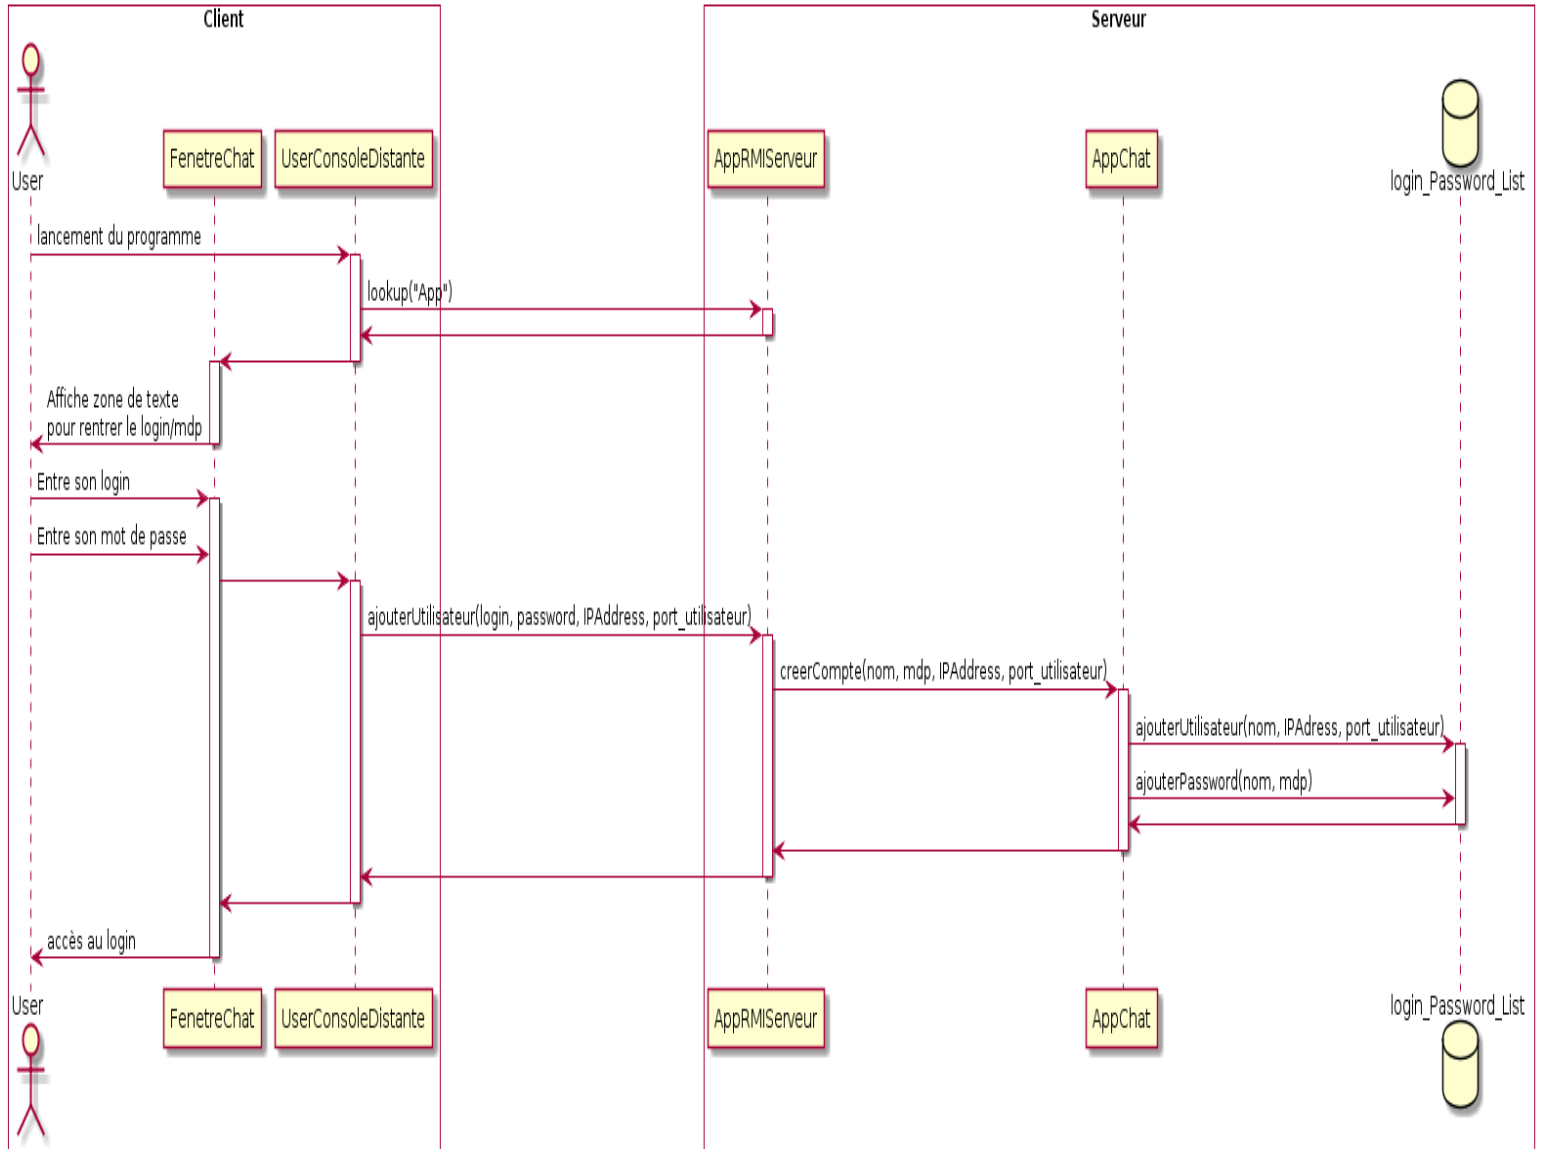 Client
Serveur
User
FenetreChat
UserConsoleDistante
AppRMIServeur
AppChat
login_Password_List
lancement du programme
lookup("App")
Affiche zone de texte
pour rentrer le login/mdp
Entre son login
Entre son mot de passe
ajouterUtilisateur(login, password, IPAddress, port_utilisateur)
creerCompte(nom, mdp, IPAddress, port_utilisateur)
ajouterUtilisateur(nom, IPAdress, port_utilisateur)
ajouterPassword(nom, mdp)
accès au login
User
FenetreChat
UserConsoleDistante
AppRMIServeur
AppChat
login_Password_List